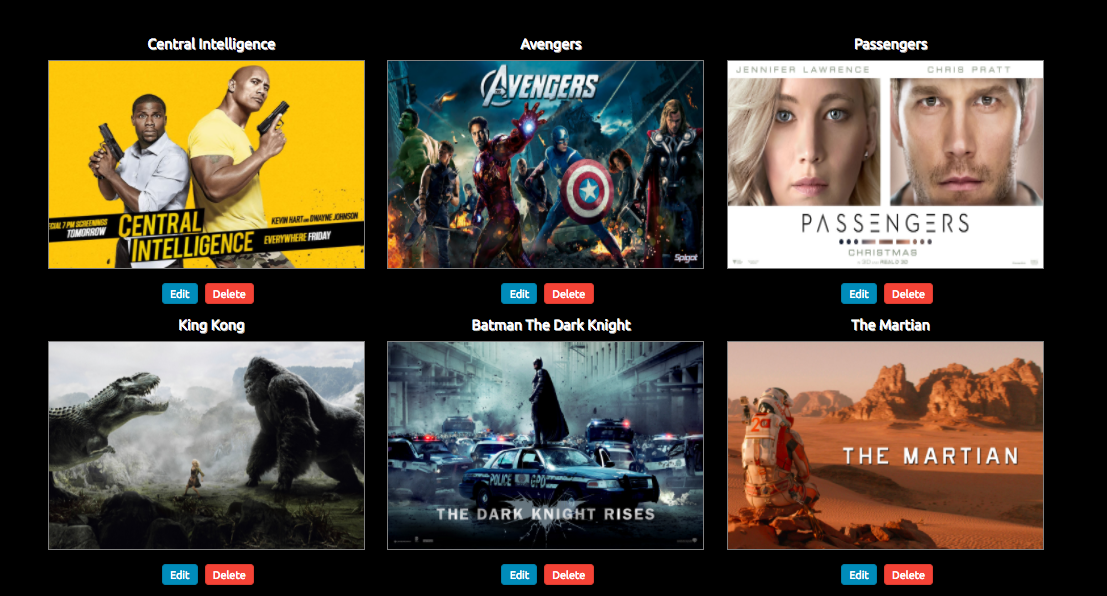 Central Intelligence
Avengers
Passengers
CIAL 7 PM SCREENINGS
TOMORROW
CENTRAL
INTELLIGENCE
KEVIN HART AND DWAYNE JOHNSON
EVERYWHERE FRIDAY
AVENGERS
Spigot
JENNIFER LAWRENCE
CHRIS PRATT
PASSENGERS
CHRISTMAS
Edit
Delete
Edit
Delete
Edit
Delete
King Kong
Batman The Dark Knight
The Martian
POLICE GPD
THE DARK KNIGHT RISES
THE MARTIAN
Edit
Delete
Edit
Delete
Edit
Delete